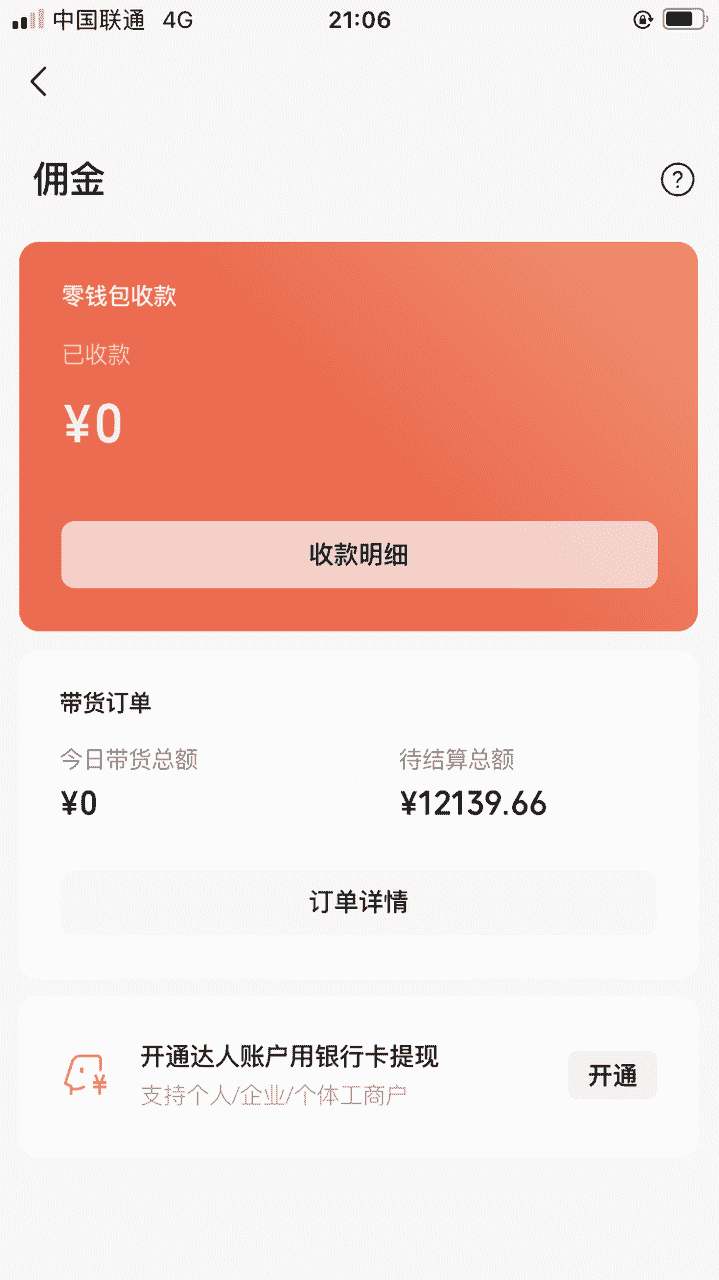 中国联通 4G 21:06
佣金
?
零钱包收款
已收款
¥0
收款明细
带货订单
今日带货总额 待结算总额
¥0 ¥12139.66
订单详情
开通达人账户用银行卡提现
支持个人/企业/个体工商户
开通